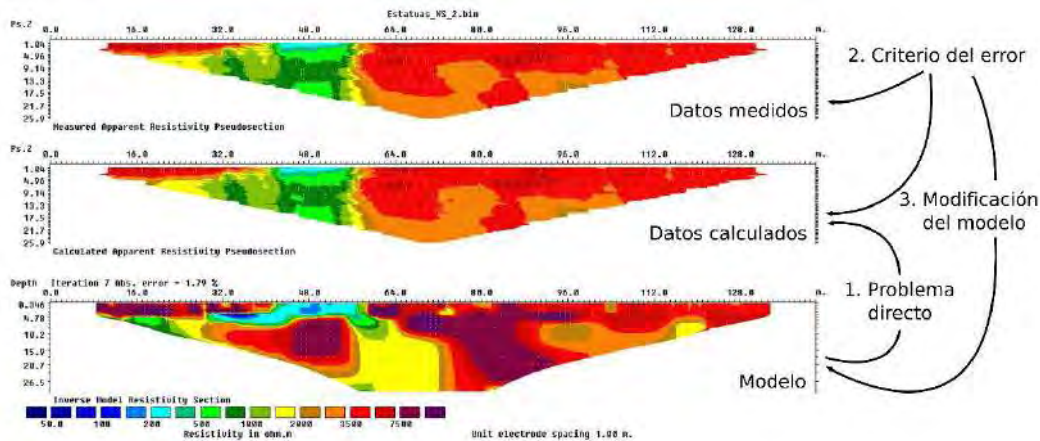 Estatuas_NS_2.bin
Ps.Z 0.0 16.0 32.0 48.0 64.0 80.0 96.0 112.0 128.0 m.
1.04
4.96
9.14
13.3
17.5
21.7
25.9
Measured Apparent Resistivity Pseudosection
Datos medidos
2. Criterio del error
Ps.Z 0.0 16.0 32.0 48.0 64.0 80.0 96.0 112.0 128.0 m.
1.04
4.96
9.14
13.3
17.5
21.7
25.9
Calculated Apparent Resistivity Pseudosection
Datos calculados
3. Modificación
del modelo
Depth Iteration 7 Abs. error = 1.79 %
0.0 16.0 32.0 48.0 64.0 80.0 96.0 112.0 128.0 m.
0.346
4.78
10.2
15.9
20.7
26.5
Modelo
1. Problema
directo
Inverse Model Resistivity Section
50.0 100 200 500 1000 2000 3500 7500
Resistivity in ohm.m
Unit electrode spacing 1.00 m.